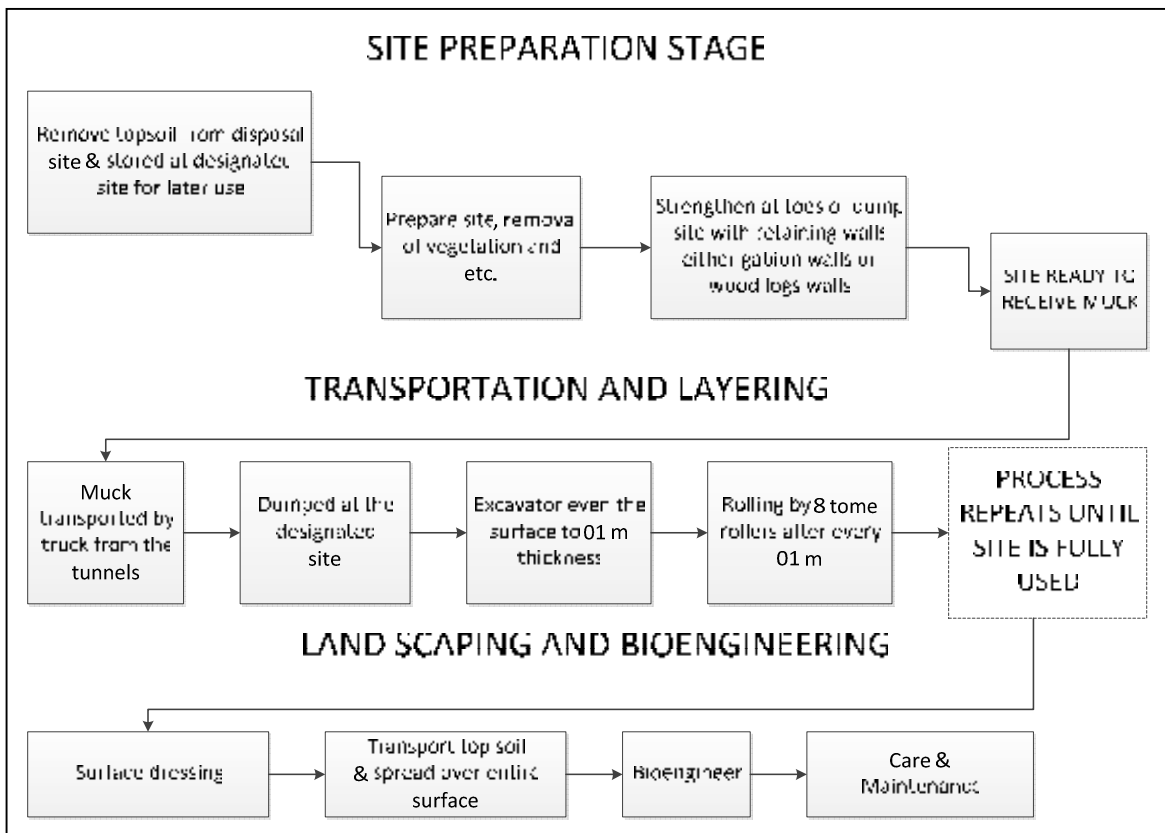 SITE PREPARATION STAGE
Remove topsoil from disposal
site & stored at designated
site for later use
Prepare site, removal
of vegetation and
etc.
Strengthen at toes of dump
site with retaining walls
either gabion walls or
wood logs walls
SITE READY TO
RECEIVE MUCK
TRANSPORTATION AND LAYERING
Muck
transported by
truck from the
tunnels
Dumped at the
designated
site
Excavator even the
surface to 01 m
thickness
Rolling by 8 tome
rollers after every
01 m
PROCESS
REPEATS UNTIL
SITE IS FULLY
USED
LAND SCAPING AND BIOENGINEERING
Surface dressing
Transport top soil
& spread over entire
surface
Bioengineer
Care &
Maintenance